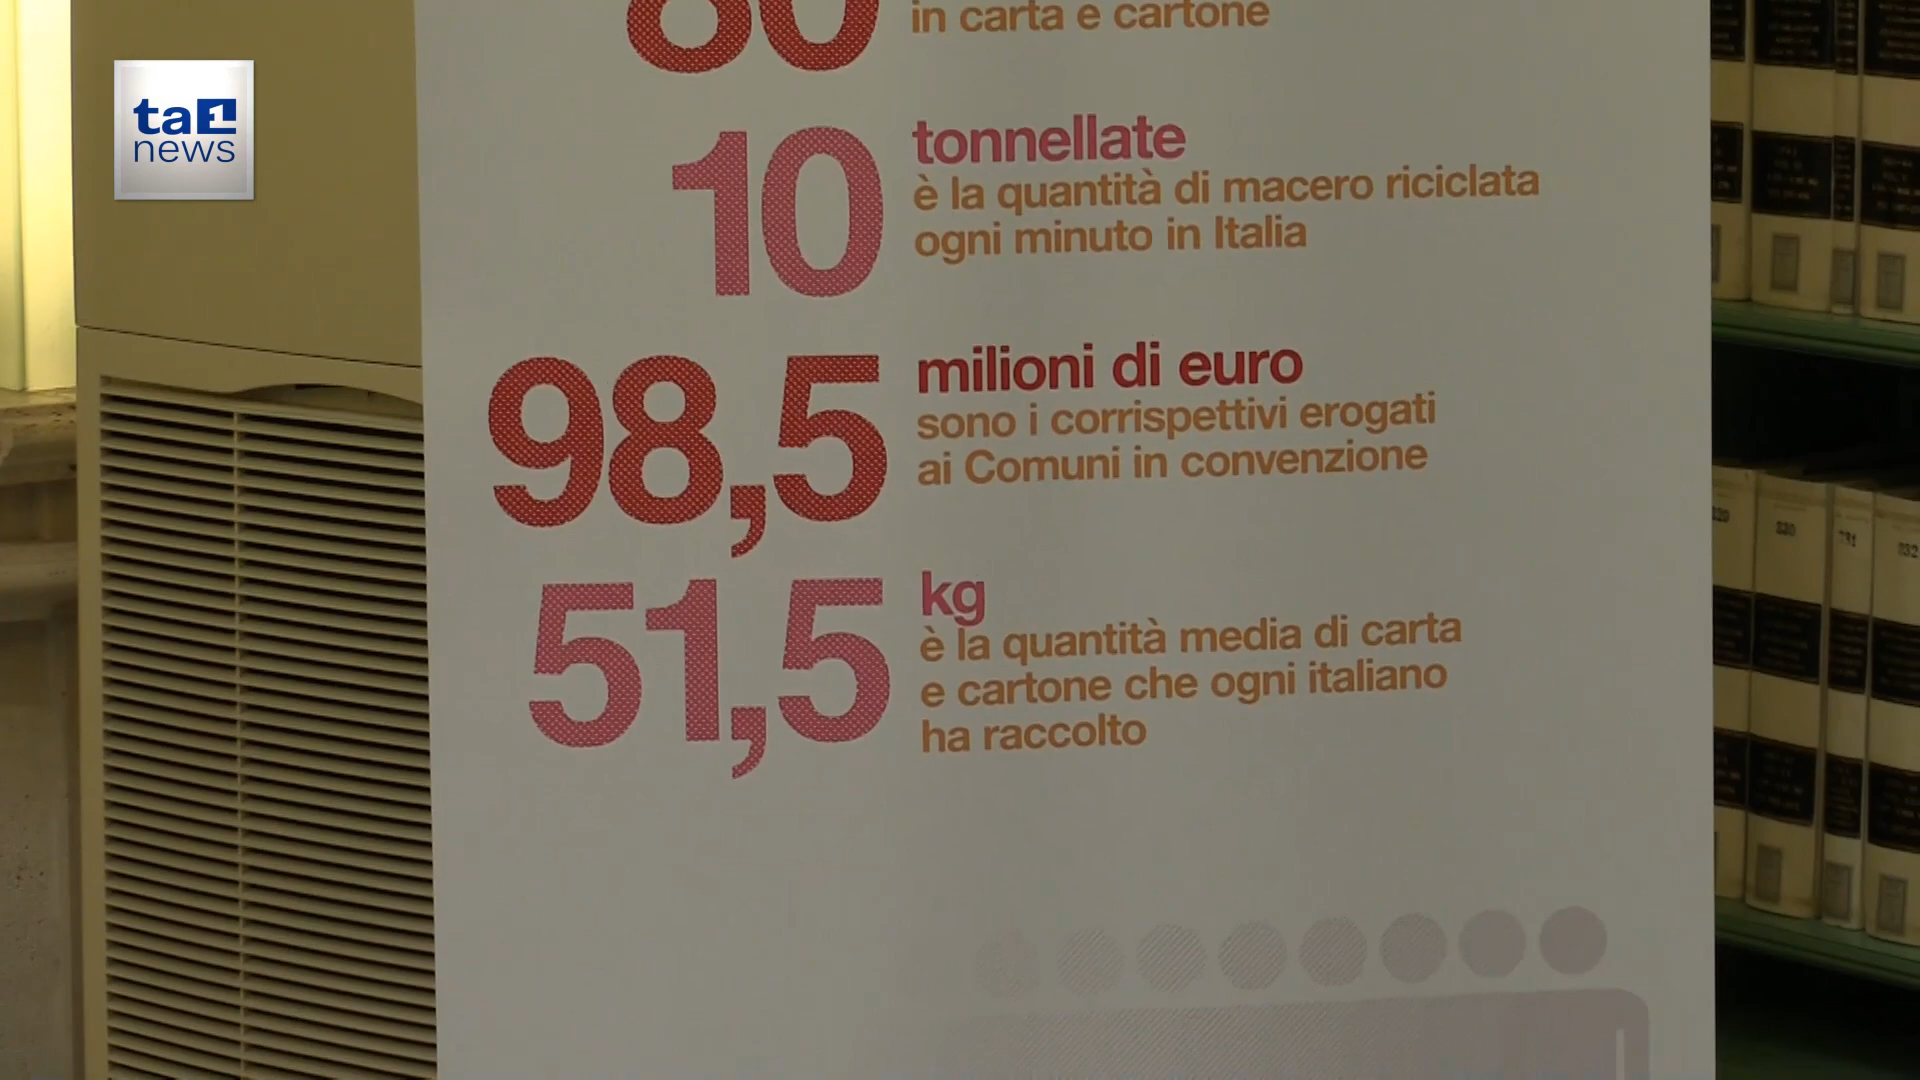 80
in carta e cartone
ta1
news
10
tonnellate
è la quantità di macero riciclata
ogni minuto in Italia
98,5
milioni di euro
sono i corrispettivi erogati
ai Comuni in convenzione
51,5
kg
è la quantità media di carta
e cartone che ogni italiano
ha raccolto